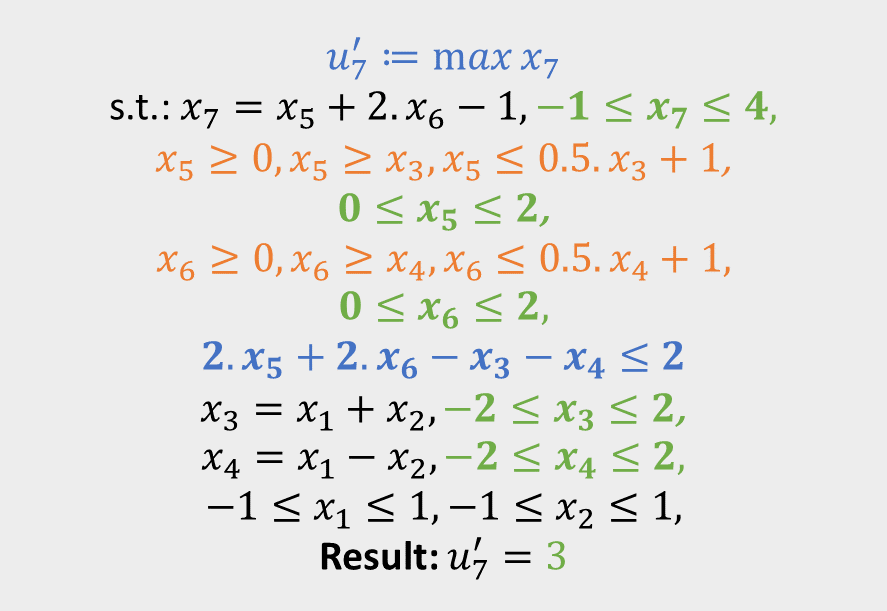 u′₇ := max x₇
s.t.: x₇ = x₅ + 2. x₆ − 1, −1 ≤ x₇ ≤ 4,
x₅ ≥ 0, x₅ ≥ x₃, x₅ ≤ 0.5. x₃ + 1,
0 ≤ x₅ ≤ 2,
x₆ ≥ 0, x₆ ≥ x₄, x₆ ≤ 0.5. x₄ + 1,
0 ≤ x₆ ≤ 2,
2. x₅ + 2. x₆ − x₃ − x₄ ≤ 2
x₃ = x₁ + x₂, −2 ≤ x₃ ≤ 2,
x₄ = x₁ − x₂, −2 ≤ x₄ ≤ 2,
−1 ≤ x₁ ≤ 1, −1 ≤ x₂ ≤ 1,
Result: u′₇ = 3